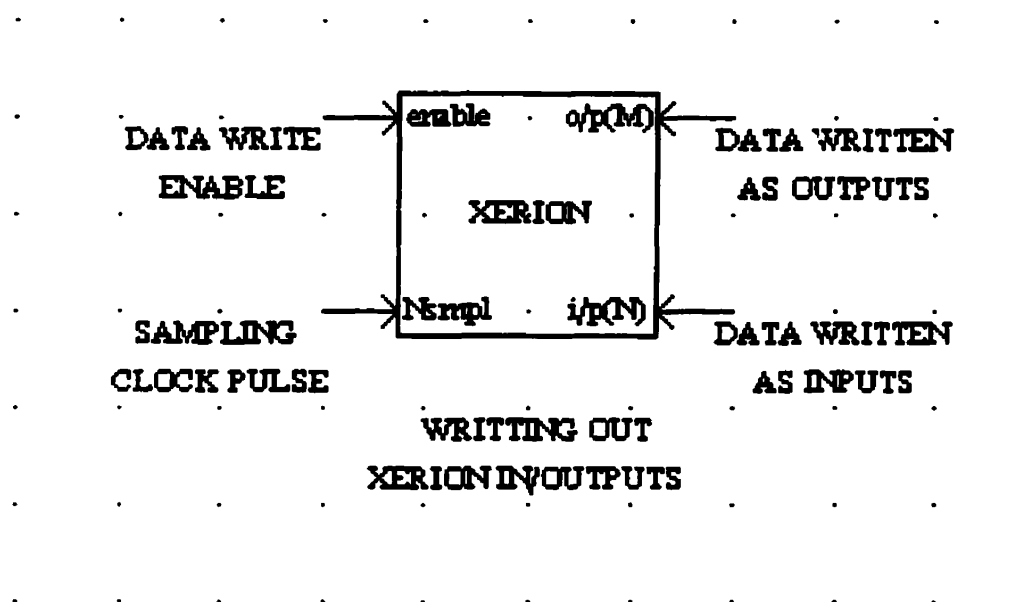 enable o/p(M)
DATA WRITE
ENABLE
DATA WRITTEN
AS OUTPUTS
XERION
Nsmpl i/p(N)
SAMPLING
CLOCK PULSE
DATA WRITTEN
AS INPUTS
WRITTING OUT
XERION IN/OUTPUTS